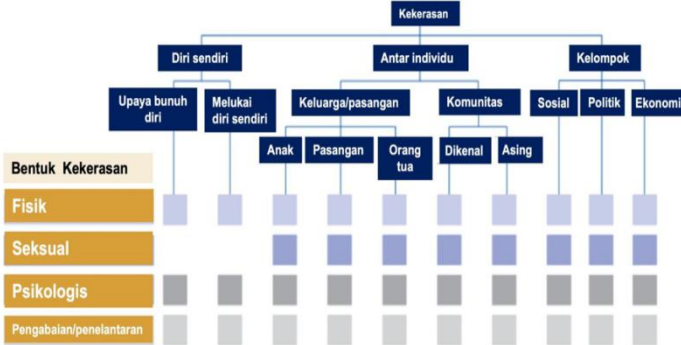 Kekerasan
Diri sendiri
Antar individu
Kelompok
Upaya bunuh
diri
Melukai
diri sendiri
Keluarga/pasangan
Komunitas
Sosial
Politik
Ekonomi
Anak
Pasangan
Orang
tua
Dikenal
Asing
Bentuk Kekerasan
Fisik
Seksual
Psikologis
Pengabaian/penelantaran